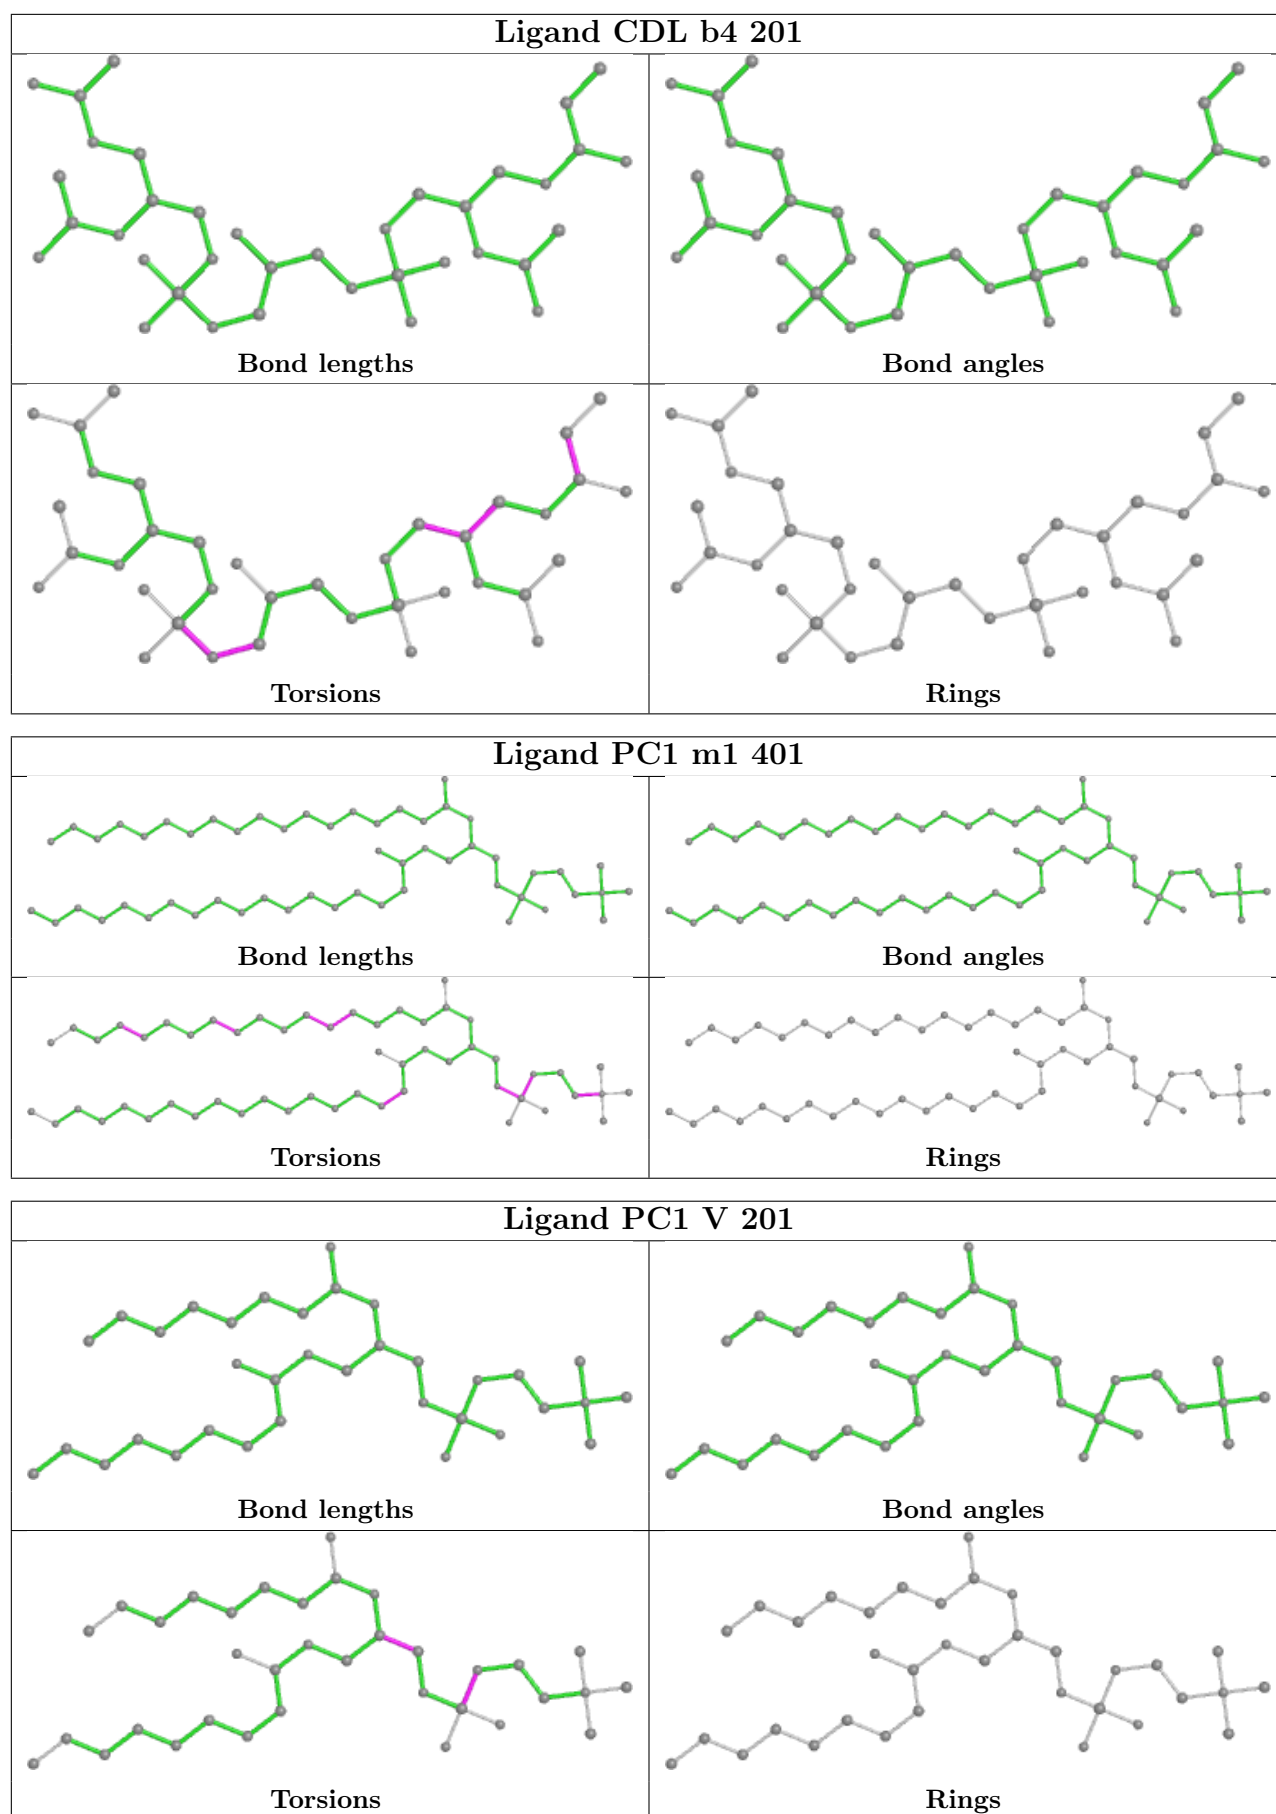 Ligand CDL b4 201
Bond lengths
Bond angles
Torsions
Rings
Ligand PC1 m1 401
Bond lengths
Bond angles
Torsions
Rings
Ligand PC1 V 201
Bond lengths
Bond angles
Torsions
Rings